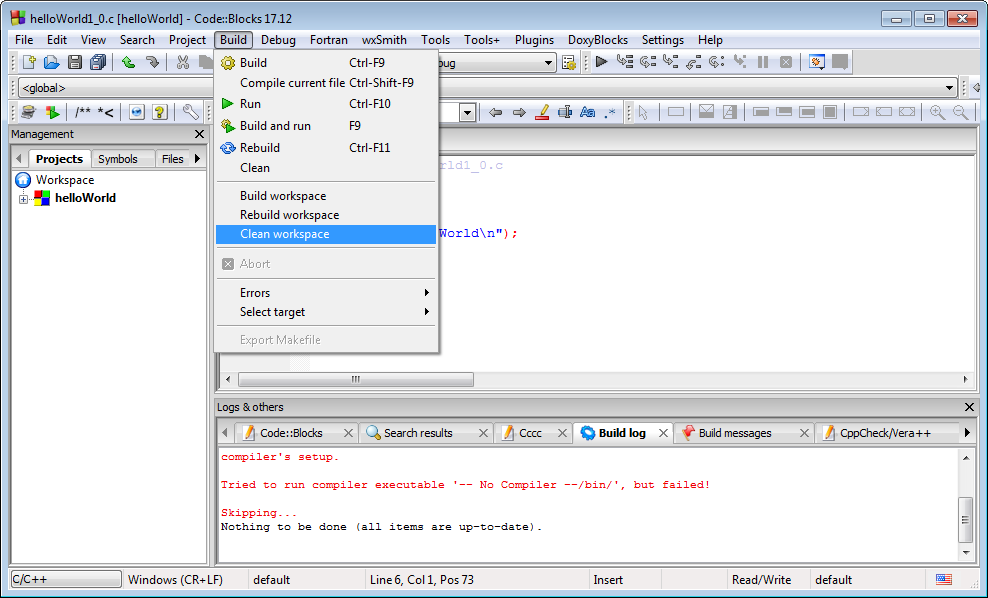 helloWorld1_0.c [helloWorld] - Code::Blocks 17.12
File Edit View Search Project Build Debug Fortran wxSmith Tools Tools+ Plugins DoxyBlocks Settings Help
Build Ctrl-F9
Compile current file Ctrl-Shift-F9
Run Ctrl-F10
Build and run F9
Rebuild Ctrl-F11
Clean
Build workspace
Rebuild workspace
Clean workspace
Abort
Errors
Select target
Export Makefile
bug
<global>
/** *<
Aa .*
Management
Projects Symbols Files
Workspace
helloWorld
rld1_0.c
World\n");
Logs & others
Code::Blocks Search results Cccc Build log Build messages CppCheck/Vera++
compiler's setup.
Tried to run compiler executable '-- No Compiler --/bin/', but failed!
Skipping...
Nothing to be done (all items are up-to-date).
C/C++ Windows (CR+LF) default Line 6, Col 1, Pos 73 Insert Read/Write default